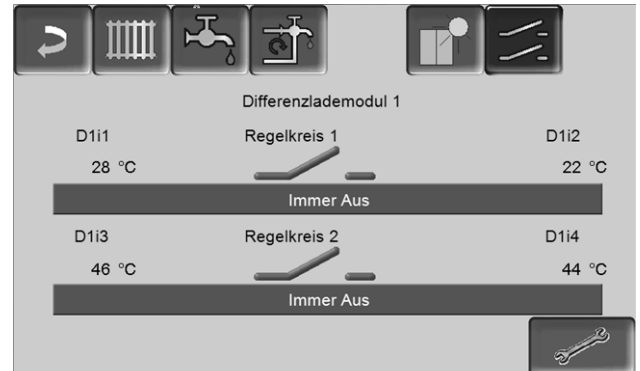 Differenzlademodul 1
D1i1 Regelkreis 1 D1i2
28 °C 22 °C
Immer Aus
D1i3 Regelkreis 2 D1i4
46 °C 44 °C
Immer Aus